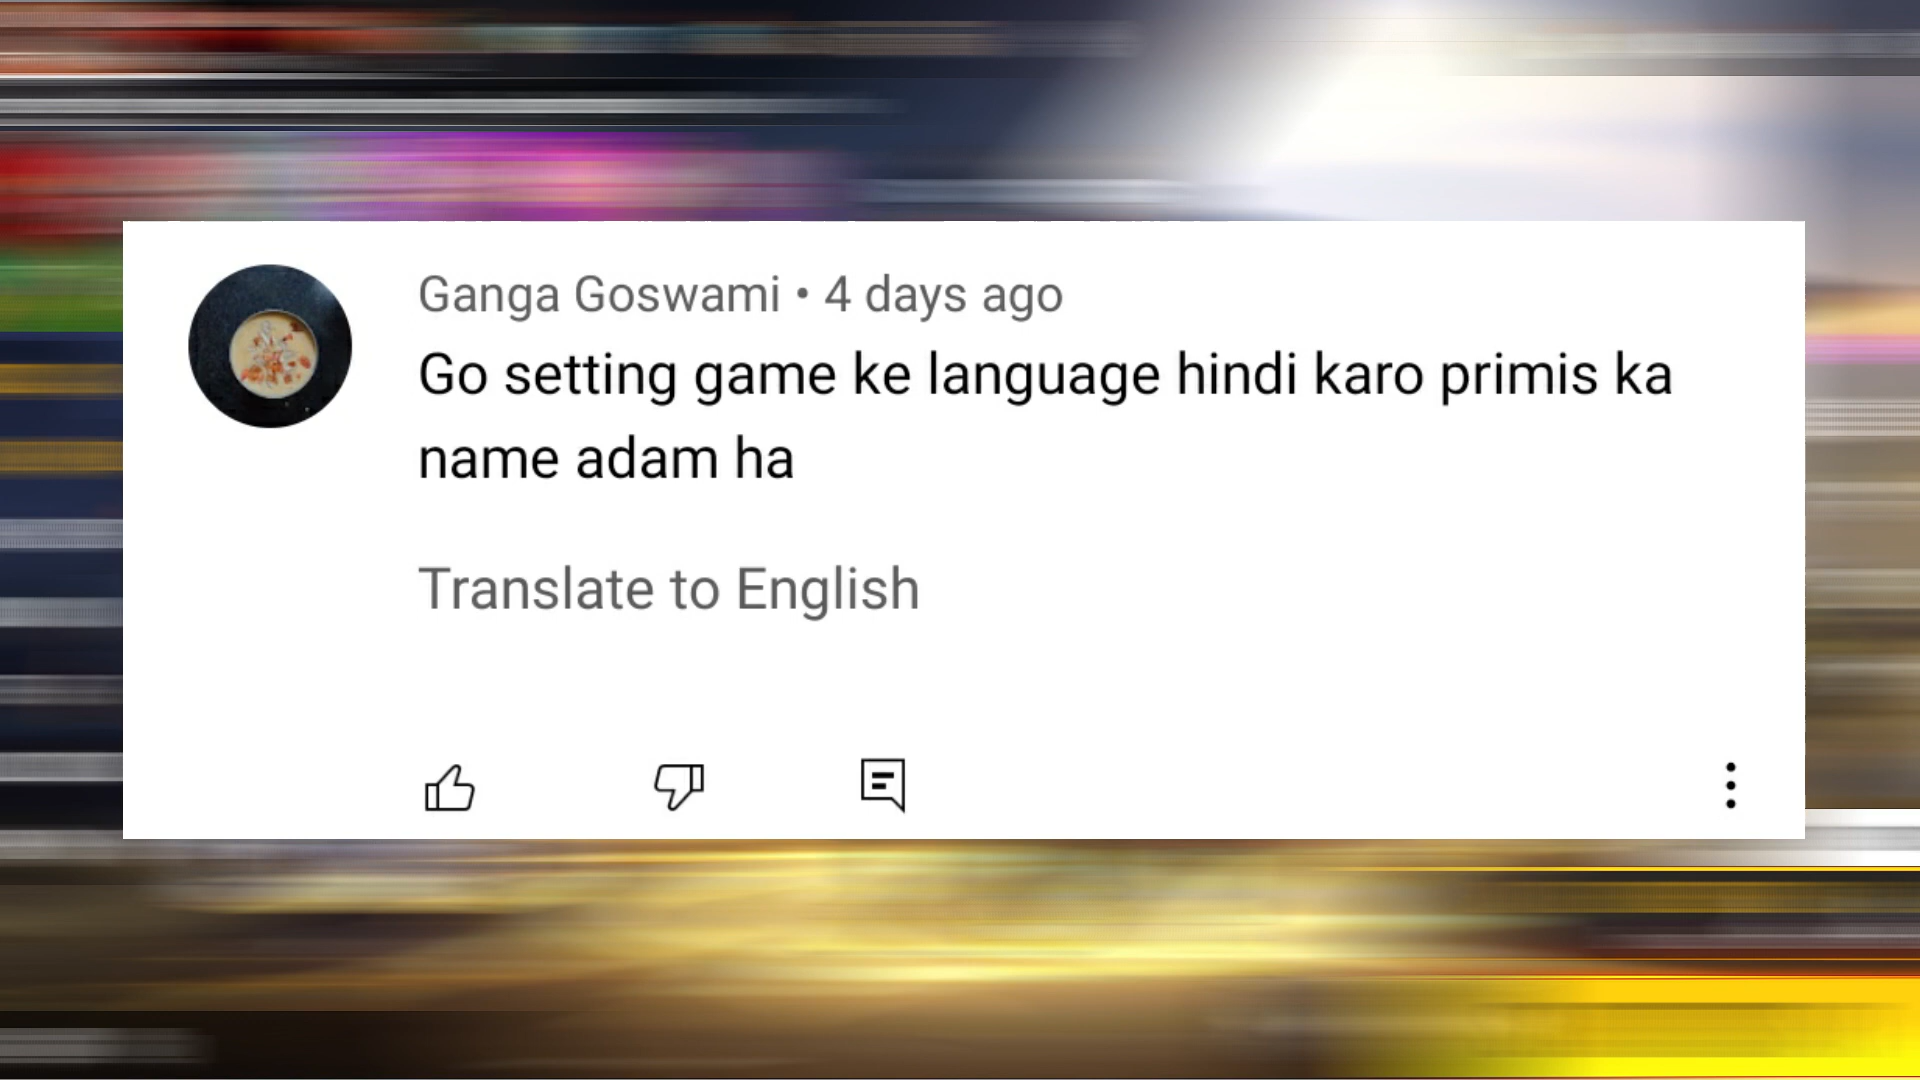 Ganga Goswami • 4 days ago
Go setting game ke language hindi karo primis ka
name adam ha
Translate to English